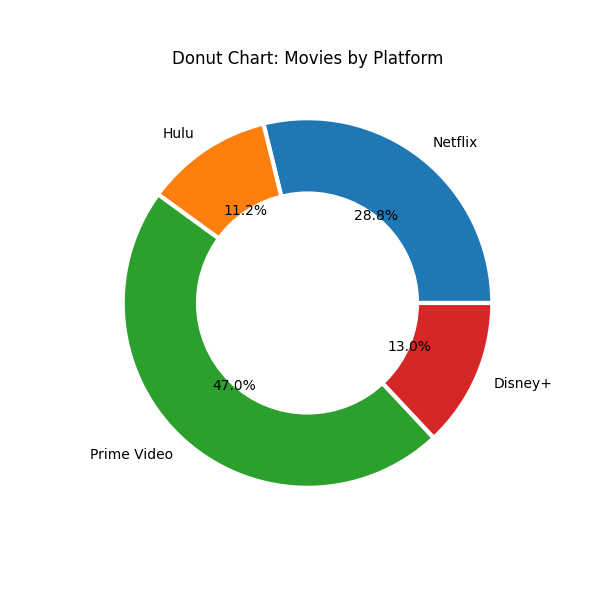 Donut Chart: Movies by Platform
Hulu
Netflix
11.2%
28.8%
13.0%
47.0%
Disney+
Prime Video